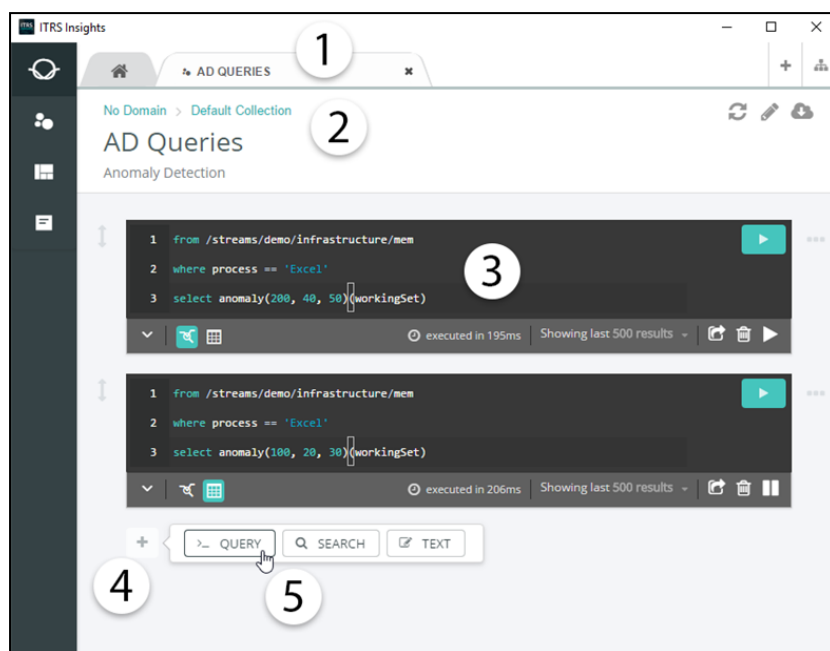 ITRS Insights
1
AD QUERIES
No Domain > Default Collection
2
AD Queries
Anomaly Detection
1 from /streams/demo/infrastructure/mem
2 where process == 'Excel'
3
3 select anomaly(200, 40, 50)(workingSet)
executed in 195ms Showing last 500 results
1 from /streams/demo/infrastructure/mem
2 where process == 'Excel'
3 select anomaly(100, 20, 30)(workingSet)
executed in 206ms Showing last 500 results
>_ QUERY SEARCH TEXT
4
5